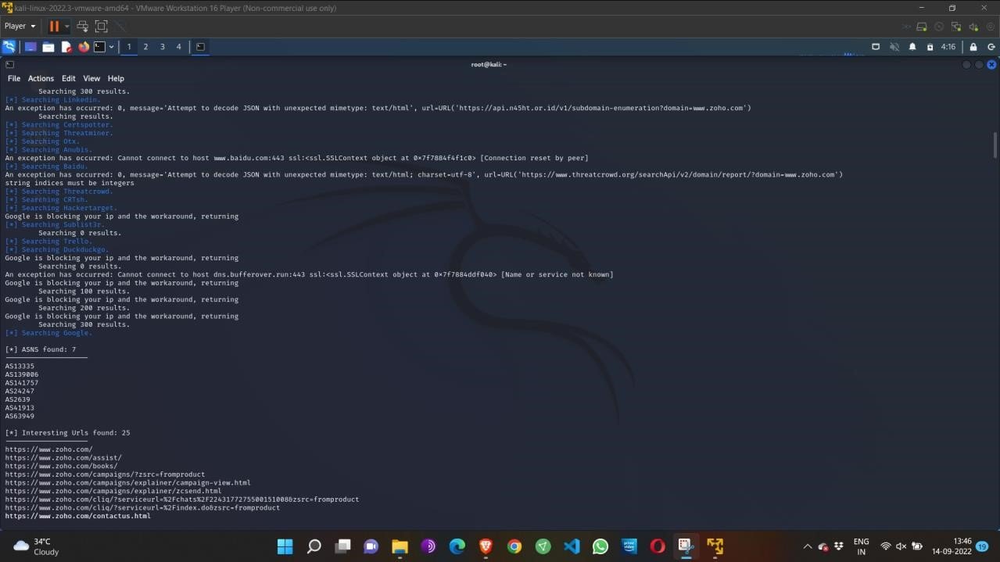 kali-linux-2022.3-vmware-amd64 - VMware Workstation 16 Player (Non-commercial use only)
Player
1 2 3 4
4:16
root@kali: ~
File Actions Edit View Help
Searching 300 results.
[*] Searching Linkedin.
An exception has occurred: 0, message='Attempt to decode JSON with unexpected mimetype: text/html', url=URL('https://api.n45ht.or.id/v1/subdomain-enumeration?domain=www.zoho.com')
Searching results.
[*] Searching Certspotter.
[*] Searching Threatminer.
[*] Searching Otx.
[*] Searching Anubis.
An exception has occurred: Cannot connect to host www.baidu.com:443 ssl:<ssl.SSLContext object at 0×7f7884f4f1c0> [Connection reset by peer]
[*] Searching Baidu.
An exception has occurred: 0, message='Attempt to decode JSON with unexpected mimetype: text/html; charset=utf-8', url=URL('https://www.threatcrowd.org/searchApi/v2/domain/report/?domain=www.zoho.com')
string indices must be integers
[*] Searching Threatcrowd.
[*] Searching CRTsh.
[*] Searching Hackertarget.
Google is blocking your ip and the workaround, returning
[*] Searching Sublist3r.
Searching 0 results.
[*] Searching Trello.
[*] Searching Duckduckgo.
Google is blocking your ip and the workaround, returning
Searching 0 results.
An exception has occurred: Cannot connect to host dns.bufferover.run:443 ssl:<ssl.SSLContext object at 0×7f7884ddf040> [Name or service not known]
Google is blocking your ip and the workaround, returning
Searching 100 results.
Google is blocking your ip and the workaround, returning
Searching 200 results.
Google is blocking your ip and the workaround, returning
Searching 300 results.
[*] Searching Google.
[*] ASNS found: 7
AS13335
AS139006
AS141757
AS24247
AS2639
AS41913
AS63949
[*] Interesting Urls found: 25
https://www.zoho.com/
https://www.zoho.com/assist/
https://www.zoho.com/books/
https://www.zoho.com/campaigns/?zsrc=fromproduct
https://www.zoho.com/campaigns/explainer/campaign-view.html
https://www.zoho.com/campaigns/explainer/zcsend.html
https://www.zoho.com/cliq/?serviceurl=%2Fchats%2F2243177275500151008&zsrc=fromproduct
https://www.zoho.com/cliq/?serviceurl=%2Findex.do&zsrc=fromproduct
https://www.zoho.com/contactus.html
34°C
Cloudy
ENG
IN
13:46
14-09-2022
19